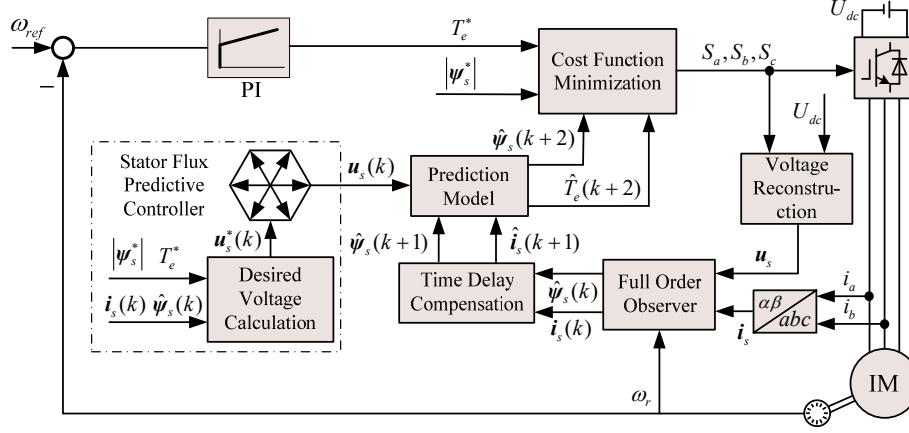 ω_ref
−
PI
T_e^*
|ψ_s^*|
Cost Function
Minimization
S_a, S_b, S_c
U_dc
U_dc
Voltage
Reconstru-
ction
Stator Flux
Predictive
Controller
u_s(k)
Prediction
Model
ψ̂_s(k+2)
T̂_e(k+2)
u_s^*(k)
ψ̂_s(k+1)
î_s(k+1)
u_s
|ψ_s^*| T_e^*
i_s(k) ψ̂_s(k)
Desired
Voltage
Calculation
Time Delay
Compensation
ψ̂_s(k)
i_s(k)
Full Order
Observer
i_s
αβ
abc
i_a
i_b
ω_r
IM